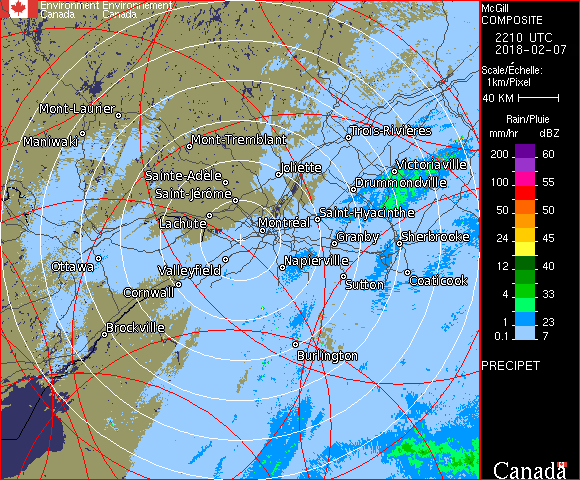 Environment Environnement
Canada Canada
Mont-Laurier
Maniwaki
Mont-Tremblant
Trois-Rivières
Joliette
Victoriaville
Sainte-Adèle
Drummondville
Saint-Jérôme
Saint-Hyacinthe
Lachute
Montréal
Granby
Sherbrooke
Ottawa
Valleyfield
Napierville
Coaticook
Cornwall
Sutton
Brockville
Burlington
McGill
COMPOSITE
2210 UTC
2018-02-07
Scale/Échelle:
1km/Pixel
40 KM
Rain/Pluie
mm/hr dBZ
200 60
100 55
50 50
24 45
12 40
4 33
1 23
0.1 7
PRECIPET
Canada